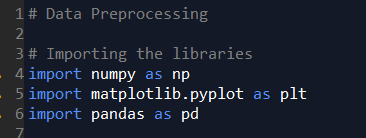 1 # Data Preprocessing
2
3 # Importing the libraries
4 import numpy as np
5 import matplotlib.pyplot as plt
6 import pandas as pd
7